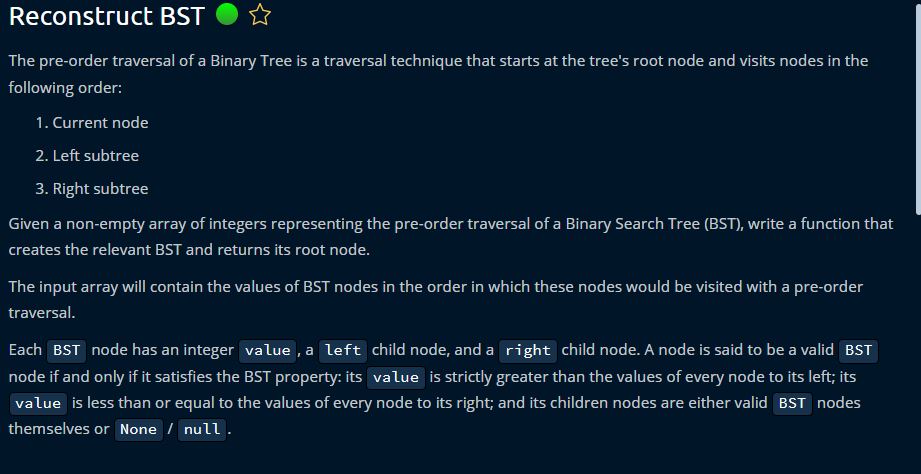 Reconstruct BST
The pre-order traversal of a Binary Tree is a traversal technique that starts at the tree's root node and visits nodes in the
following order:
1. Current node
2. Left subtree
3. Right subtree
Given a non-empty array of integers representing the pre-order traversal of a Binary Search Tree (BST), write a function that
creates the relevant BST and returns its root node.
The input array will contain the values of BST nodes in the order in which these nodes would be visited with a pre-order
traversal.
Each BST node has an integer value, a left child node, and a right child node. A node is said to be a valid BST
node if and only if it satisfies the BST property: its value is strictly greater than the values of every node to its left; its
value is less than or equal to the values of every node to its right; and its children nodes are either valid BST nodes
themselves or None / null.